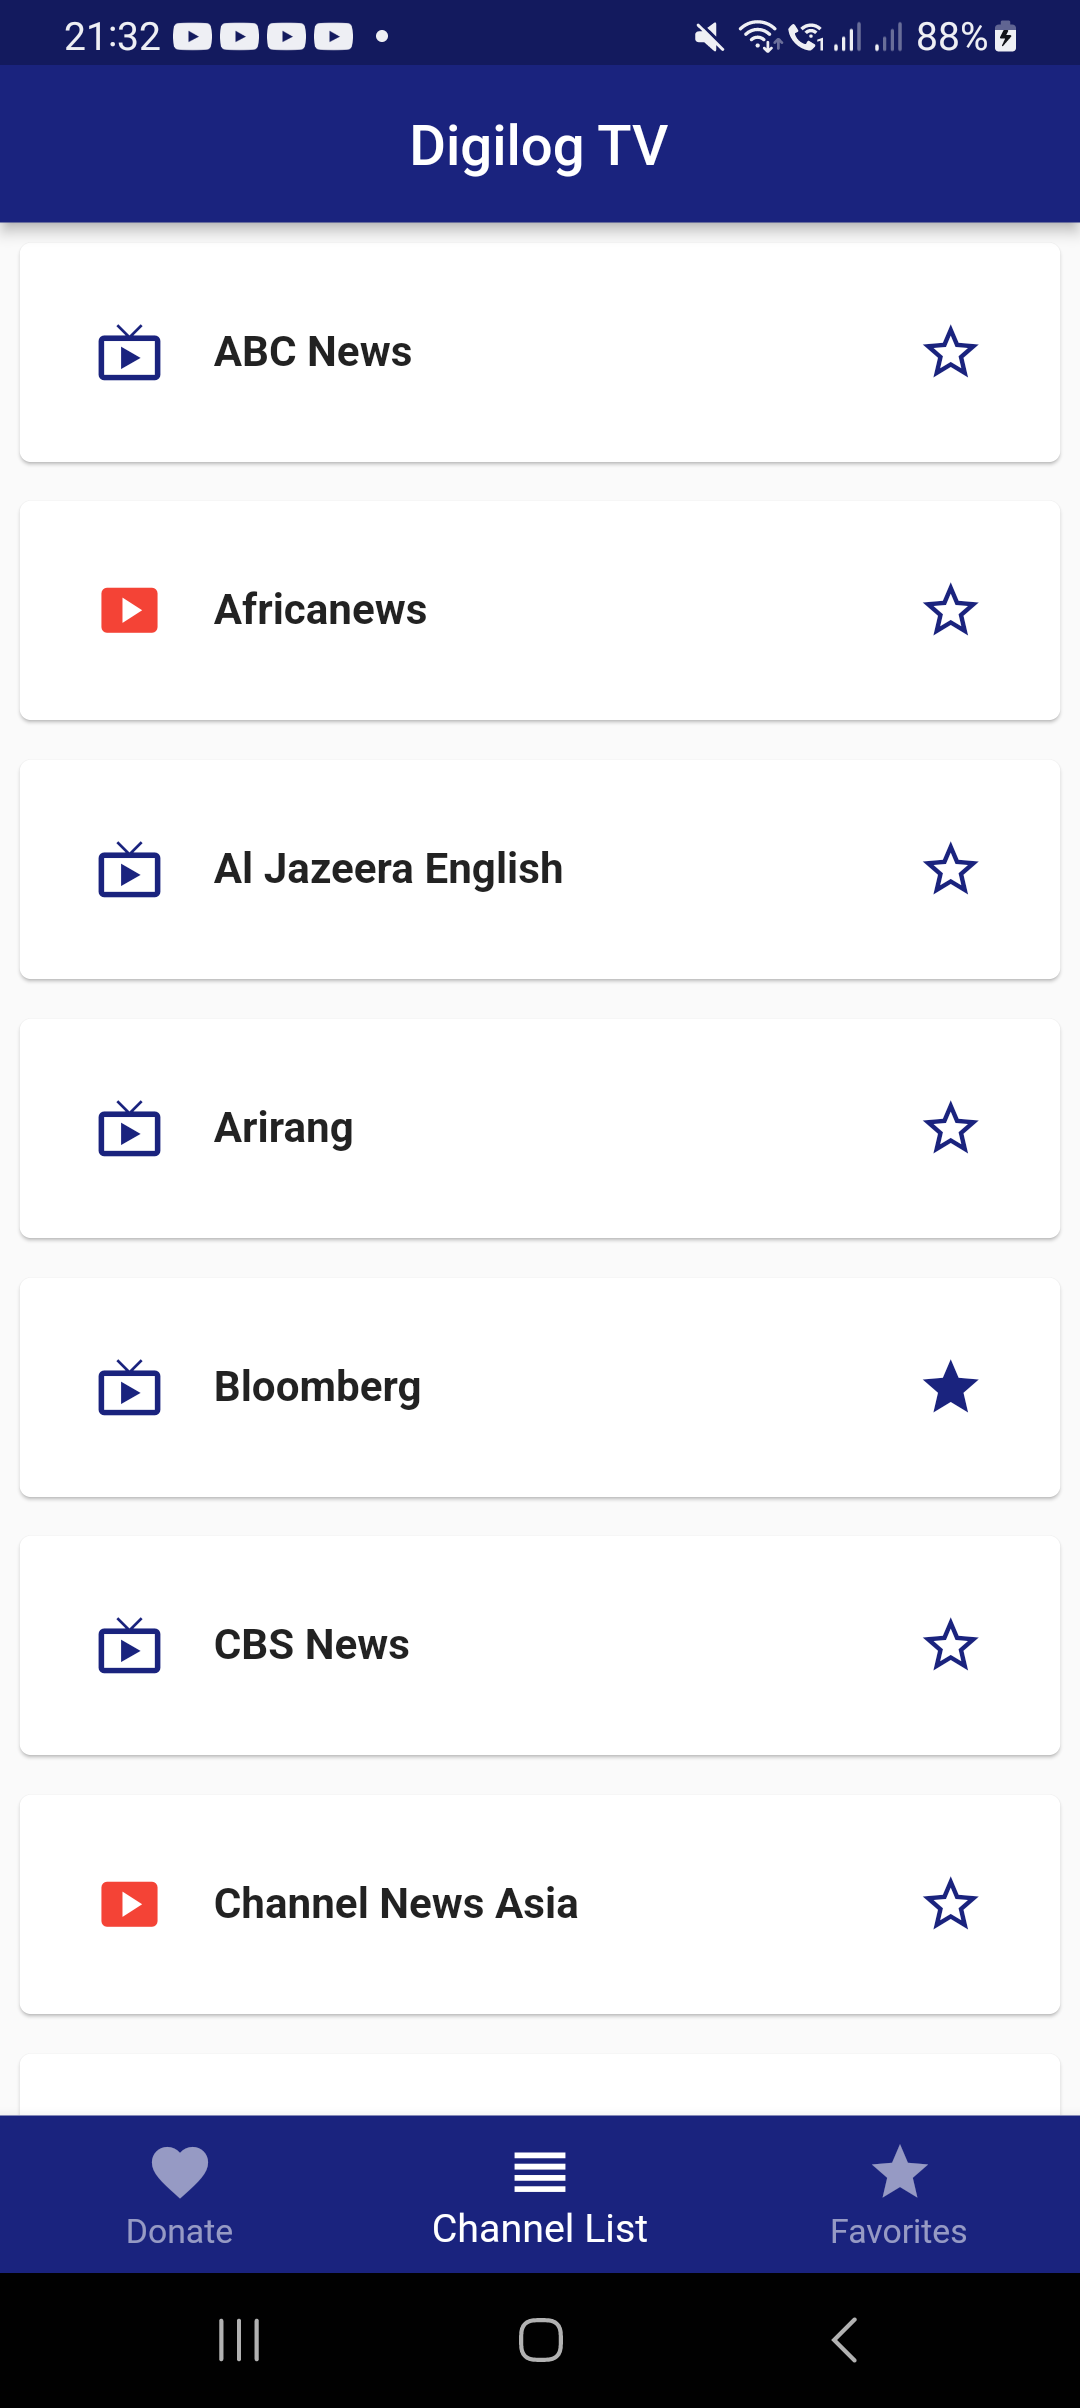 21:32
88%
Digilog TV
ABC News
Africanews
Al Jazeera English
Arirang
Bloomberg
CBS News
Channel News Asia
Donate
Channel List
Favorites